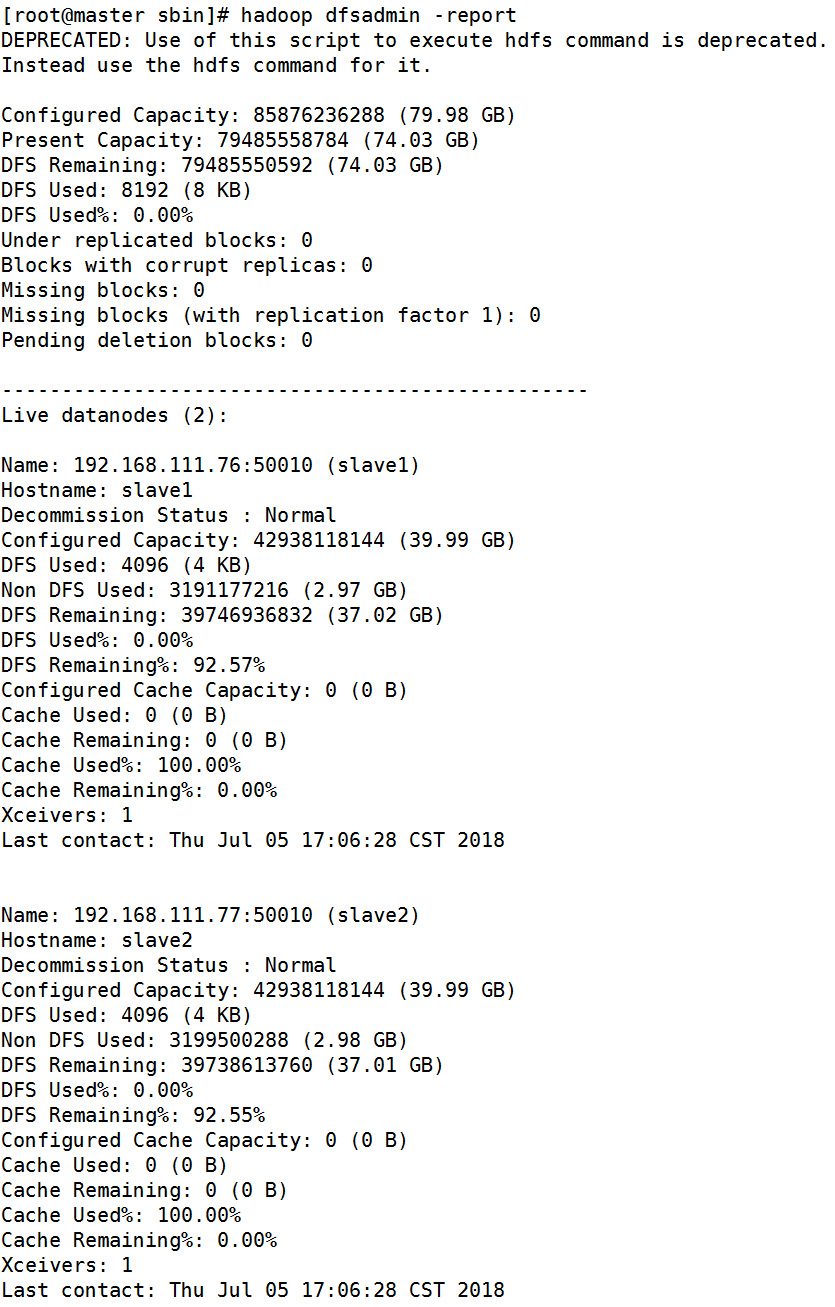 [root@master sbin]# hadoop dfsadmin -report
DEPRECATED: Use of this script to execute hdfs command is deprecated.
Instead use the hdfs command for it.
Configured Capacity: 85876236288 (79.98 GB)
Present Capacity: 79485558784 (74.03 GB)
DFS Remaining: 79485550592 (74.03 GB)
DFS Used: 8192 (8 KB)
DFS Used%: 0.00%
Under replicated blocks: 0
Blocks with corrupt replicas: 0
Missing blocks: 0
Missing blocks (with replication factor 1): 0
Pending deletion blocks: 0
-------------------------------------------------
Live datanodes (2):
Name: 192.168.111.76:50010 (slave1)
Hostname: slave1
Decommission Status : Normal
Configured Capacity: 42938118144 (39.99 GB)
DFS Used: 4096 (4 KB)
Non DFS Used: 3191177216 (2.97 GB)
DFS Remaining: 39746936832 (37.02 GB)
DFS Used%: 0.00%
DFS Remaining%: 92.57%
Configured Cache Capacity: 0 (0 B)
Cache Used: 0 (0 B)
Cache Remaining: 0 (0 B)
Cache Used%: 100.00%
Cache Remaining%: 0.00%
Xceivers: 1
Last contact: Thu Jul 05 17:06:28 CST 2018
Name: 192.168.111.77:50010 (slave2)
Hostname: slave2
Decommission Status : Normal
Configured Capacity: 42938118144 (39.99 GB)
DFS Used: 4096 (4 KB)
Non DFS Used: 3199500288 (2.98 GB)
DFS Remaining: 39738613760 (37.01 GB)
DFS Used%: 0.00%
DFS Remaining%: 92.55%
Configured Cache Capacity: 0 (0 B)
Cache Used: 0 (0 B)
Cache Remaining: 0 (0 B)
Cache Used%: 100.00%
Cache Remaining%: 0.00%
Xceivers: 1
Last contact: Thu Jul 05 17:06:28 CST 2018